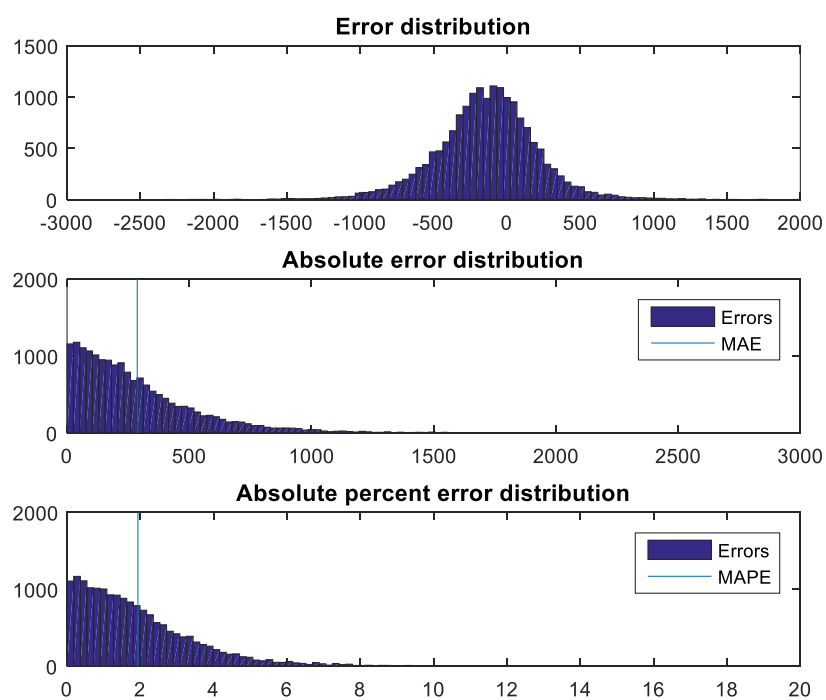 Error distribution
1500
1000
500
0
-3000 -2500 -2000 -1500 -1000 -500 0 500 1000 1500 2000
Absolute error distribution
2000
Errors
MAE
1000
0
0 500 1000 1500 2000 2500 3000
Absolute percent error distribution
2000
Errors
MAPE
1000
0
0 2 4 6 8 10 12 14 16 18 20